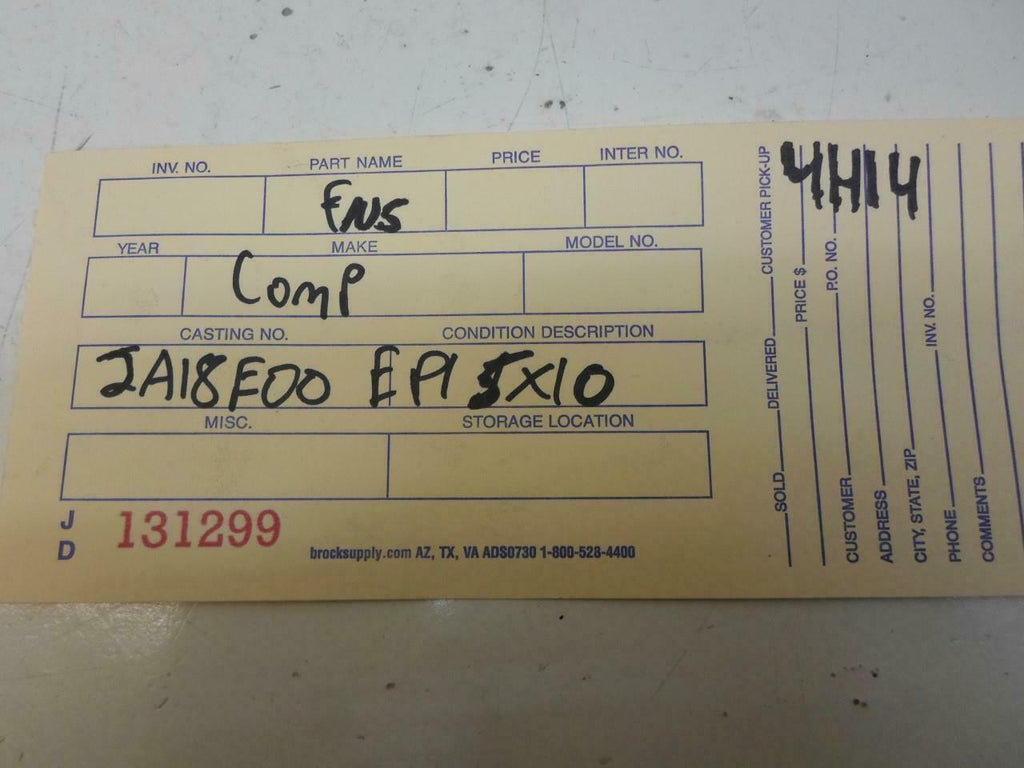 INV. NO. PART NAME PRICE INTER NO.
FNS
YEAR MAKE MODEL NO.
Comp
CASTING NO. CONDITION DESCRIPTION
JA18E00 EPI 5X10
MISC. STORAGE LOCATION
J D 131299
brocksupply.com AZ, TX, VA ADS0730 1-800-528-4400
4H14
SOLD DELIVERED CUSTOMER PICK-UP
PRICE $
CUSTOMER P.O. NO.
ADDRESS
CITY, STATE, ZIP
PHONE INV. NO.
COMMENTS